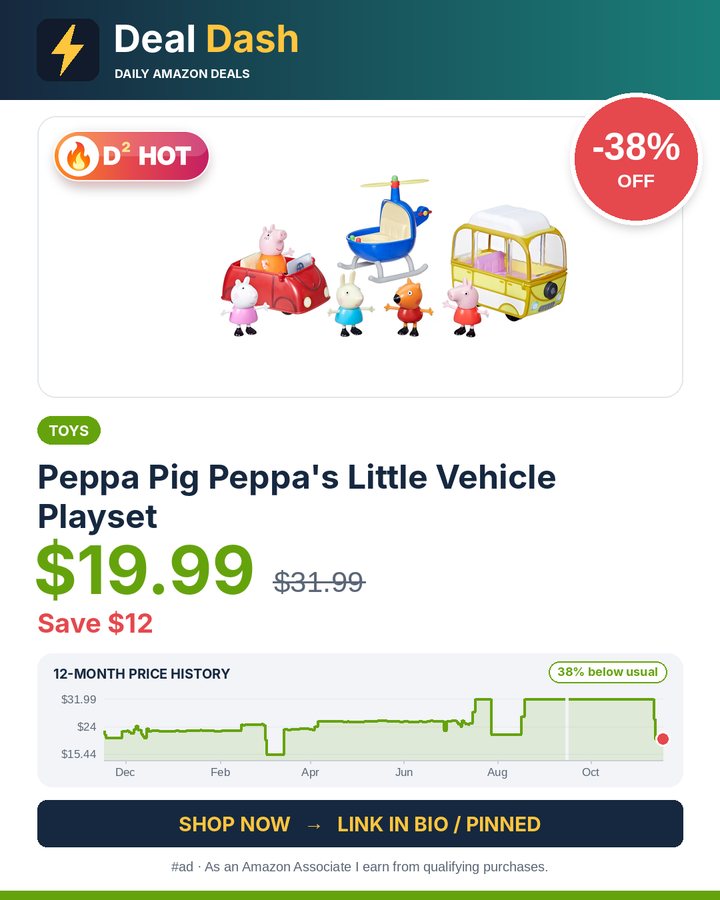 Deal Dash
DAILY AMAZON DEALS
D² HOT
-38%
OFF
TOYS
Peppa Pig Peppa's Little Vehicle
Playset
$19.99 $31.99
Save $12
12-MONTH PRICE HISTORY
38% below usual
$31.99
$24
$15.44
Dec Feb Apr Jun Aug Oct
SHOP NOW → LINK IN BIO / PINNED
#ad · As an Amazon Associate I earn from qualifying purchases.